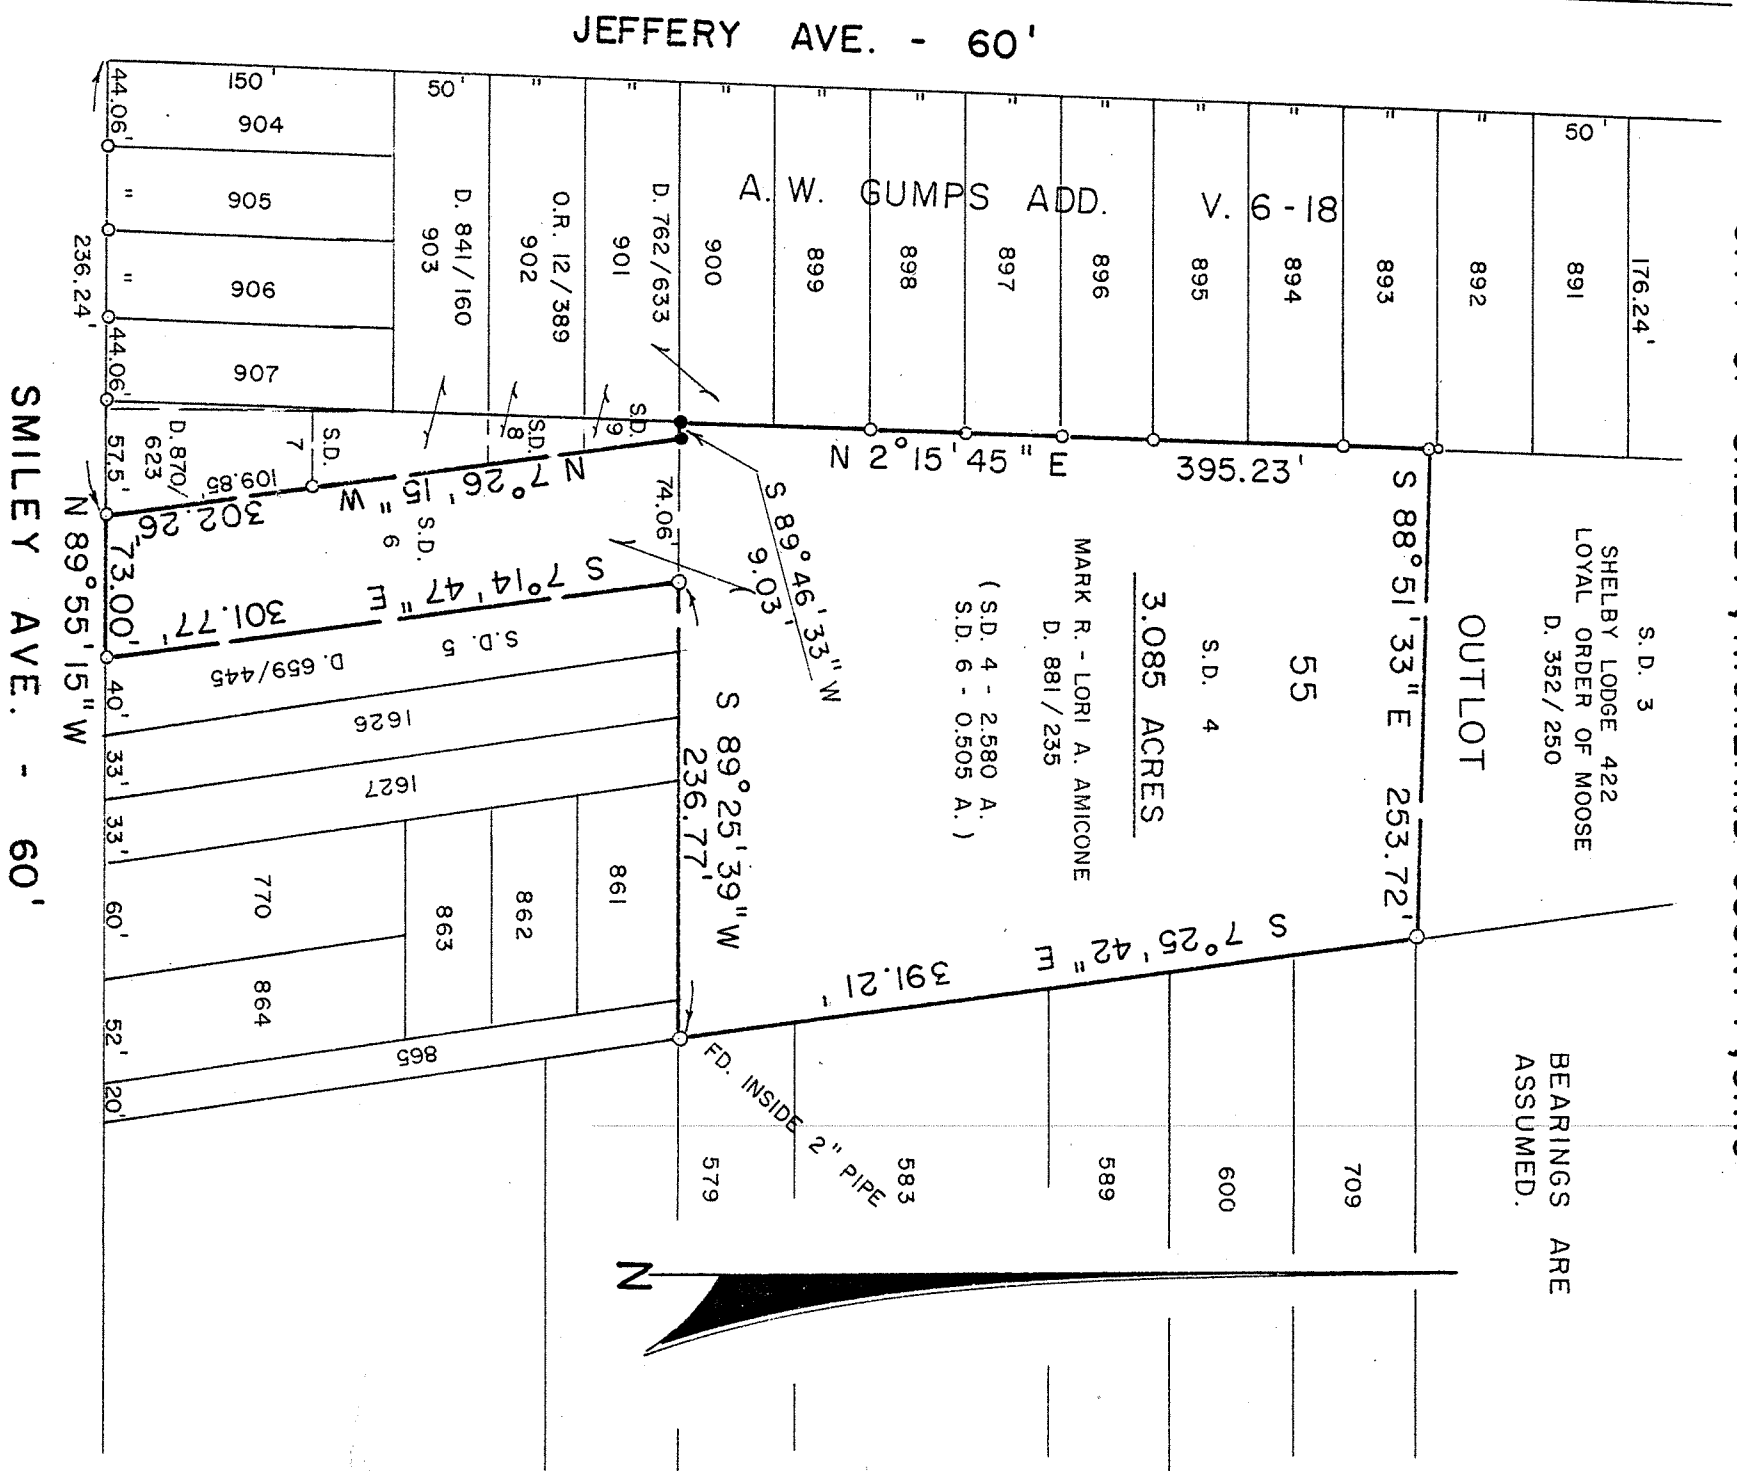 JEFFERY AVE. - 60'
150'
50'
"
"
"
"
"
"
"
"
"
"
"
50'
44.06'
904
"
905
"
906
44.06'
907
236.24'
D. 841/160
903
O.R. 12/389
902
901
D. 762/633
900
899
898
897
896
895
894
893
892
891
176.24'
A. W. GUMPS ADD. V. 6-18
57.5'
D. 870/
623
109.85'
S.D.
7
S.D.
8
S.D.
9
N 7°26'15" W
302.26'
S.D.
6
74.06'
S 89°46'33" W
9.03'
N 2°15'45" E 395.23'
S 88°51'33" E 253.72'
OUTLOT
55
S.D. 4
3.085 ACRES
MARK R. - LORI A. AMICONE
D. 881/235
(S.D. 4 - 2.580 A.
S.D. 6 - 0.505 A.)
S.D. 3
SHELBY LODGE 422
LOYAL ORDER OF MOOSE
D. 352/250
73.00'
N 89°55'15" W
S 7°14'47" E
301.77'
S.D. 5
D. 659/445
1626
1627
40'
33'
33'
60'
52'
20'
770
864
863
862
861
865
S 89°25'39" W
236.77'
S 7°25'42" E
391.21'
FD. INSIDE 2" PIPE
579
583
589
600
709
BEARINGS ARE
ASSUMED.
N
SMILEY AVE. - 60'